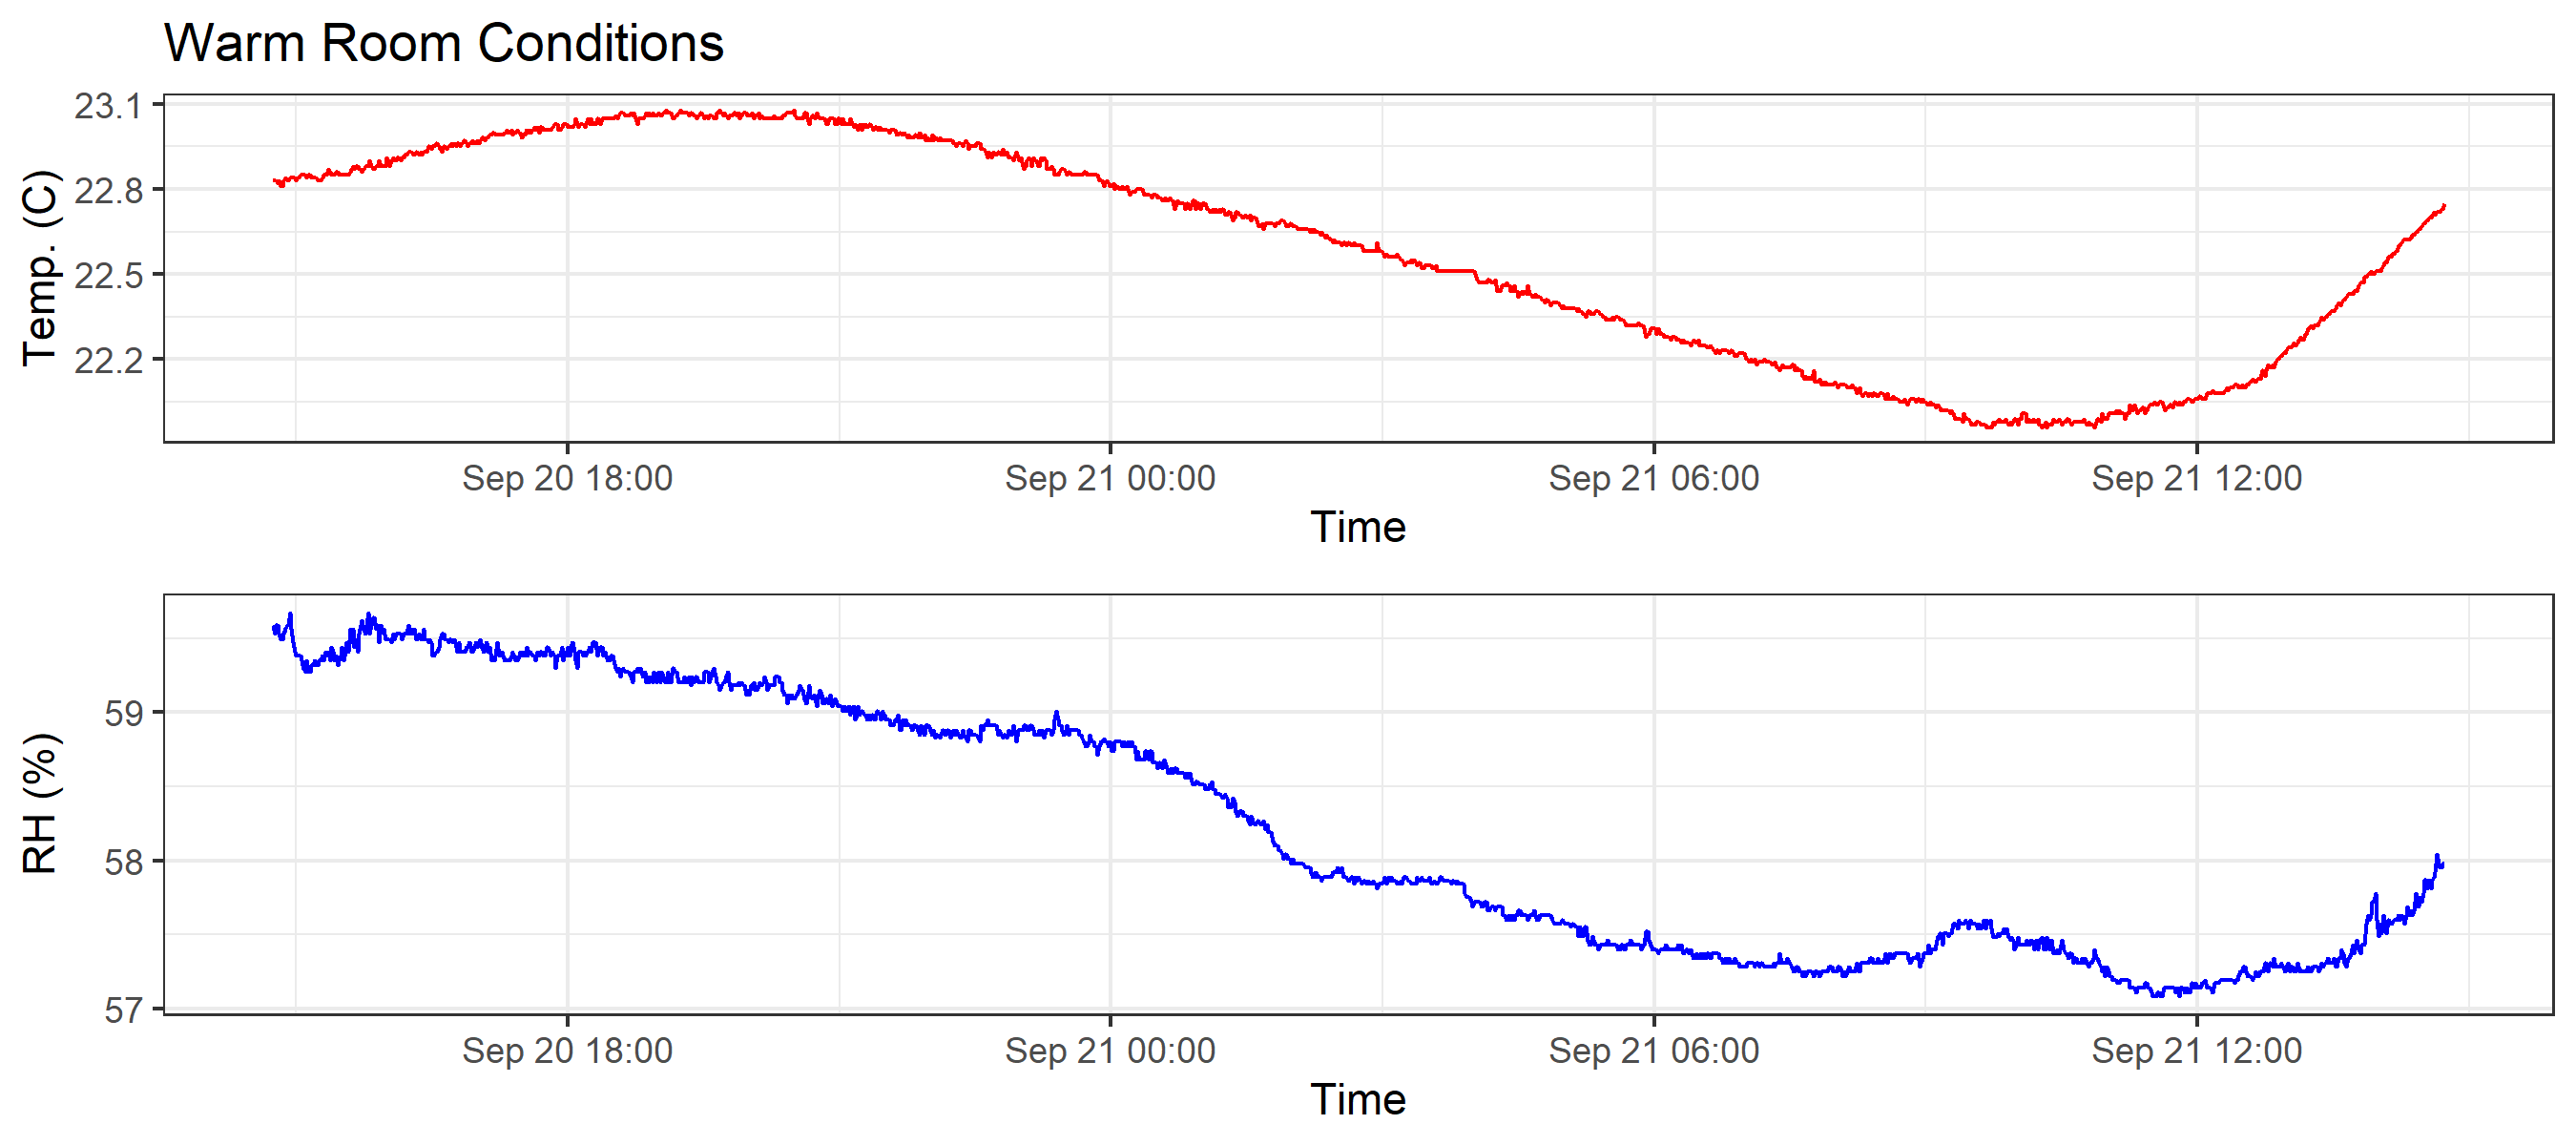 Warm Room Conditions
Temp. (C)
23.1
22.8
22.5
22.2
Sep 20 18:00 Sep 21 00:00 Sep 21 06:00 Sep 21 12:00
Time
RH (%)
59
58
57
Sep 20 18:00 Sep 21 00:00 Sep 21 06:00 Sep 21 12:00
Time